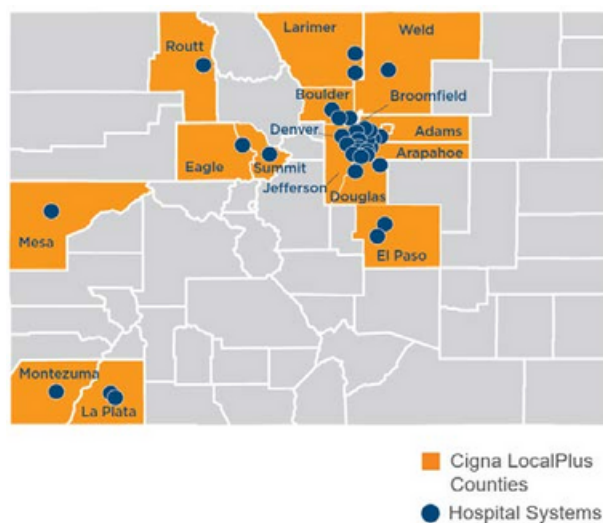 Larimer
Weld
Routt
Boulder
Broomfield
Denver
Adams
Arapahoe
Eagle
Summit
Jefferson
Douglas
Mesa
El Paso
Montezuma
La Plata
Cigna LocalPlus
Counties
Hospital Systems